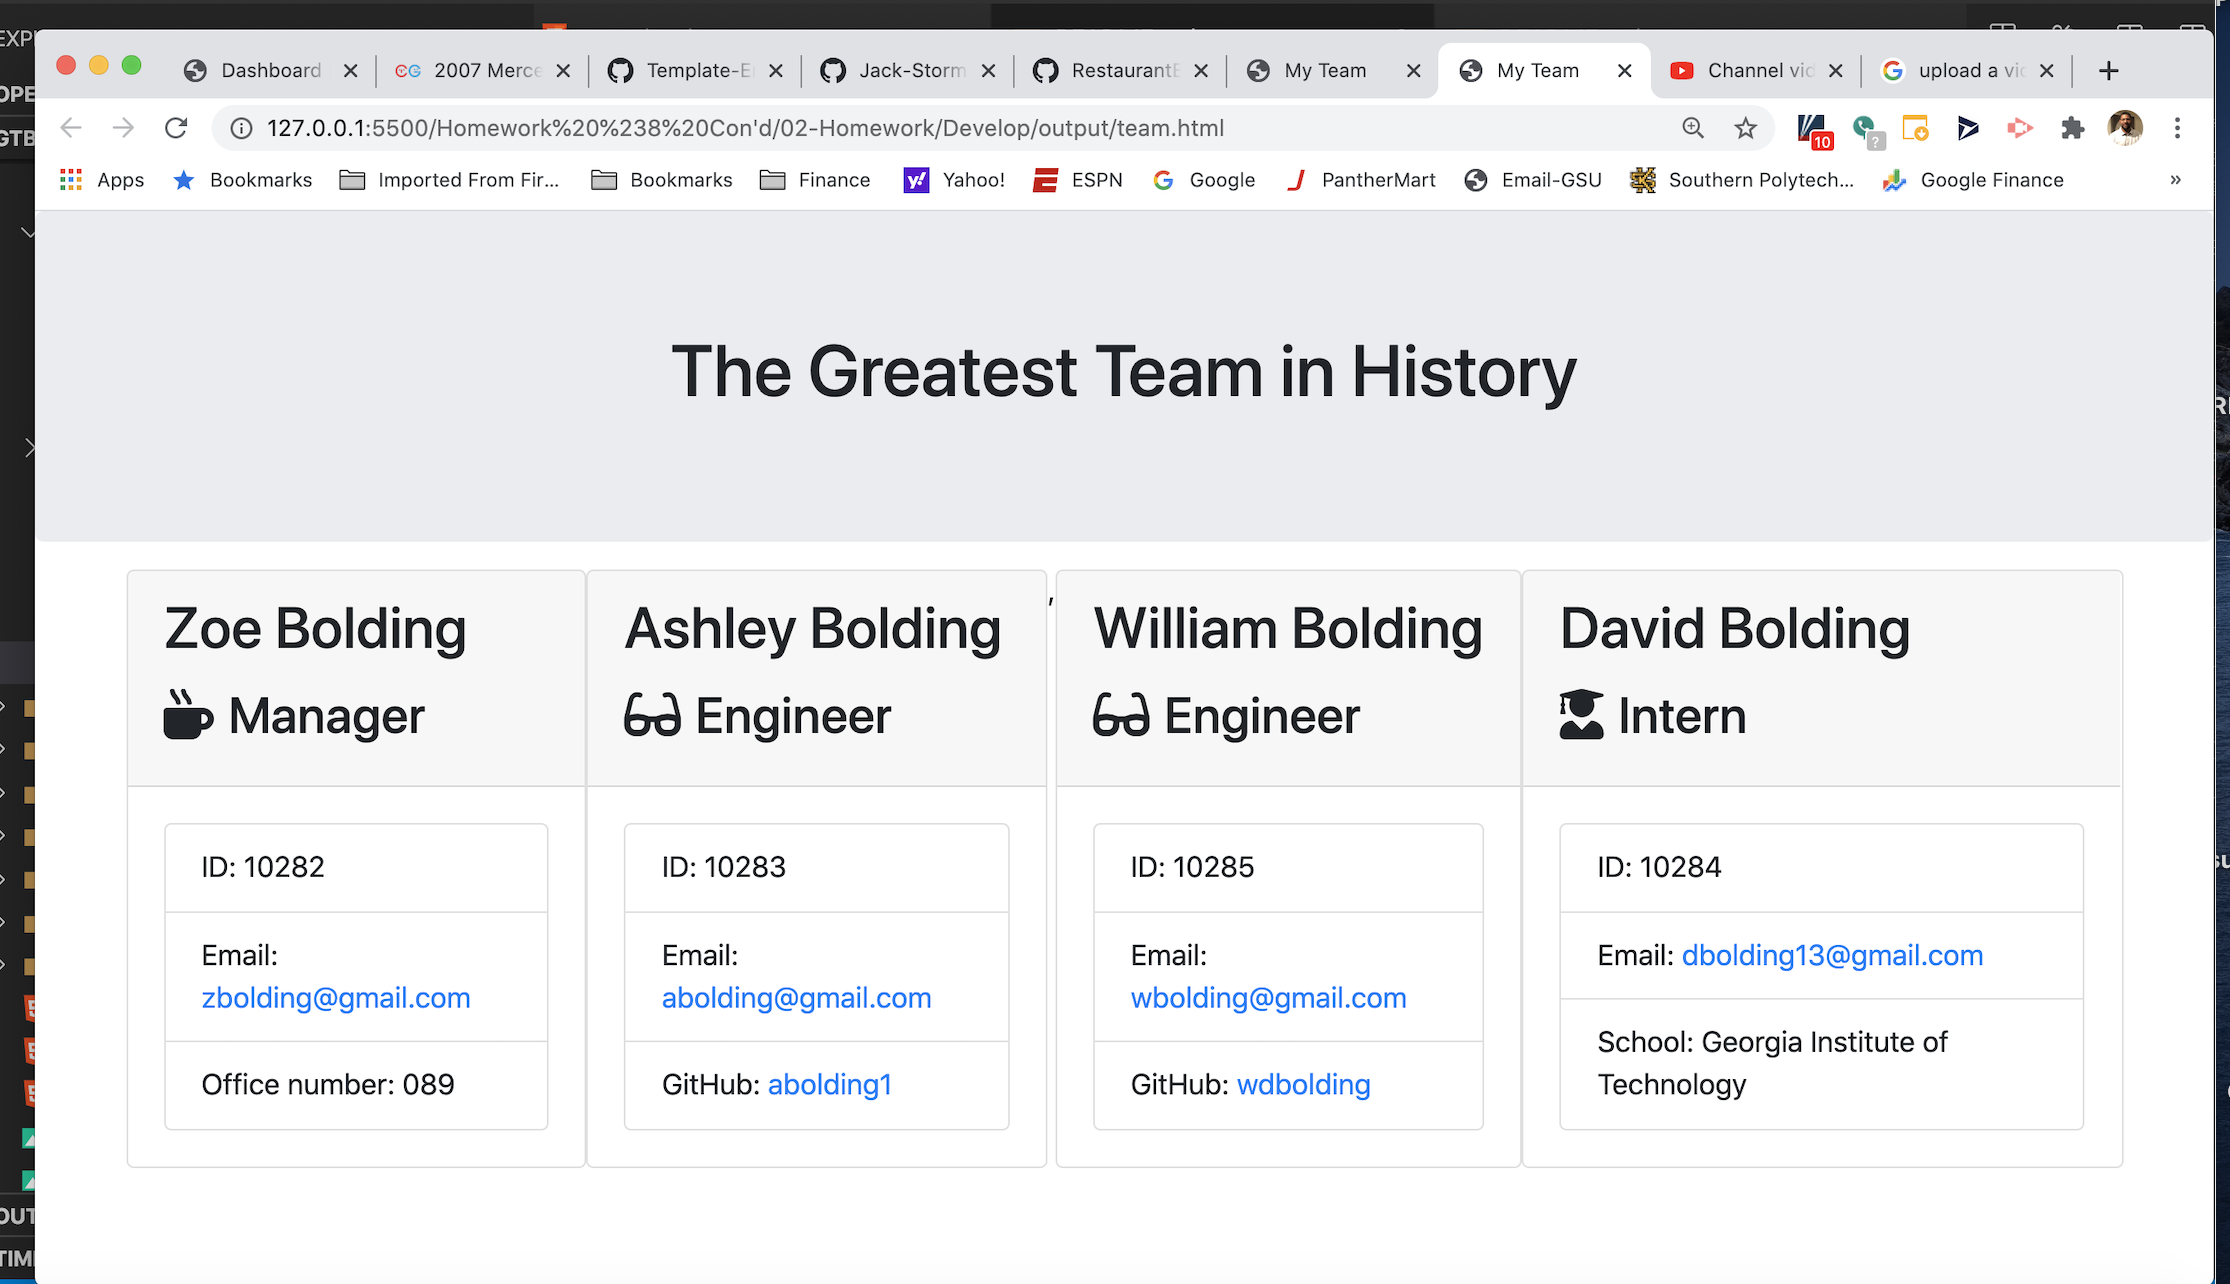 EXP
Dashboard
2007 Merce
Template-E
Jack-Storm
RestaurantE
My Team
My Team
Channel vid
upload a vic
OPE
127.0.0.1:5500/Homework%20%238%20Con'd/02-Homework/Develop/output/team.html
10
?
GTB
Apps
Bookmarks
Imported From Fir...
Bookmarks
Finance
Yahoo!
ESPN
Google
PantherMart
Email-GSU
Southern Polytech...
Google Finance
»
The Greatest Team in History
Zoe Bolding
Manager
ID: 10282
Email:
zbolding@gmail.com
Office number: 089
Ashley Bolding
Engineer
ID: 10283
Email:
abolding@gmail.com
GitHub: abolding1
,
William Bolding
Engineer
ID: 10285
Email:
wbolding@gmail.com
GitHub: wdbolding
David Bolding
Intern
ID: 10284
Email: dbolding13@gmail.com
School: Georgia Institute of
Technology
OUT
TIM